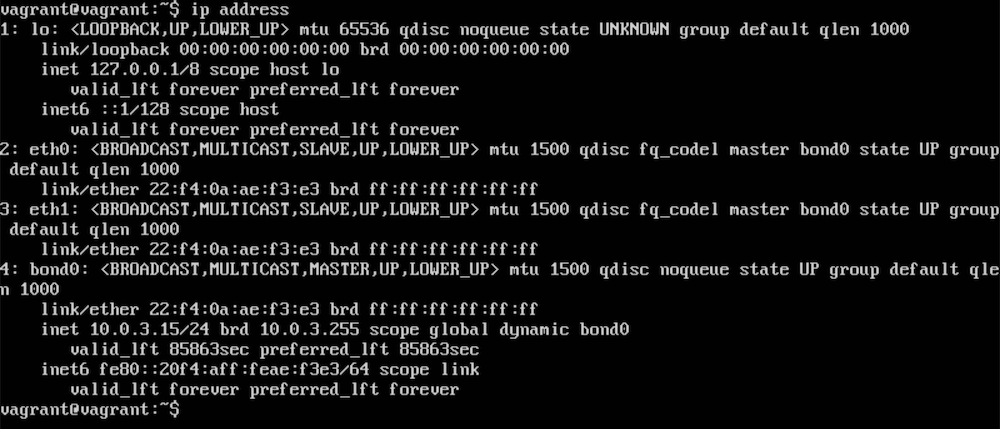 vagrant@vagrant:~$ ip address
1: lo: <LOOPBACK,UP,LOWER_UP> mtu 65536 qdisc noqueue state UNKNOWN group default qlen 1000
    link/loopback 00:00:00:00:00:00 brd 00:00:00:00:00:00
    inet 127.0.0.1/8 scope host lo
       valid_lft forever preferred_lft forever
    inet6 ::1/128 scope host
       valid_lft forever preferred_lft forever
2: eth0: <BROADCAST,MULTICAST,SLAVE,UP,LOWER_UP> mtu 1500 qdisc fq_codel master bond0 state UP group
 default qlen 1000
    link/ether 22:f4:0a:ae:f3:e3 brd ff:ff:ff:ff:ff:ff
3: eth1: <BROADCAST,MULTICAST,SLAVE,UP,LOWER_UP> mtu 1500 qdisc fq_codel master bond0 state UP group
 default qlen 1000
    link/ether 22:f4:0a:ae:f3:e3 brd ff:ff:ff:ff:ff:ff
4: bond0: <BROADCAST,MULTICAST,MASTER,UP,LOWER_UP> mtu 1500 qdisc noqueue state UP group default qle
n 1000
    link/ether 22:f4:0a:ae:f3:e3 brd ff:ff:ff:ff:ff:ff
    inet 10.0.3.15/24 brd 10.0.3.255 scope global dynamic bond0
       valid_lft 85863sec preferred_lft 85863sec
    inet6 fe80::20f4:aff:feae:f3e3/64 scope link
       valid_lft forever preferred_lft forever
vagrant@vagrant:~$